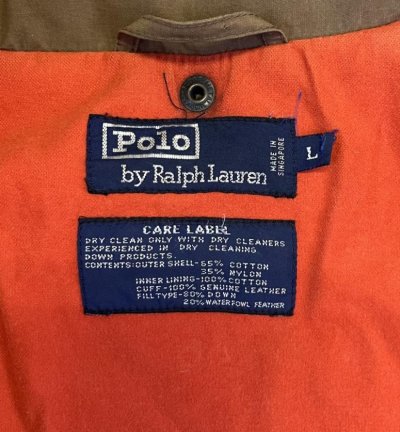 Polo
by Ralph Lauren
MADE IN
SINGAPORE
L
CARE LABEL
DRY CLEAN ONLY WITH DRY CLEANERS
EXPERIENCED IN DRY CLEANING
DOWN PRODUCTS.
CONTENTS:OUTER SHELL-65% COTTON
35% NYLON
INNER LINING-100% COTTON
CUFF-100% GENUINE LEATHER
FILL TYPE-80% DOWN
20% WATERFOWL FEATHER